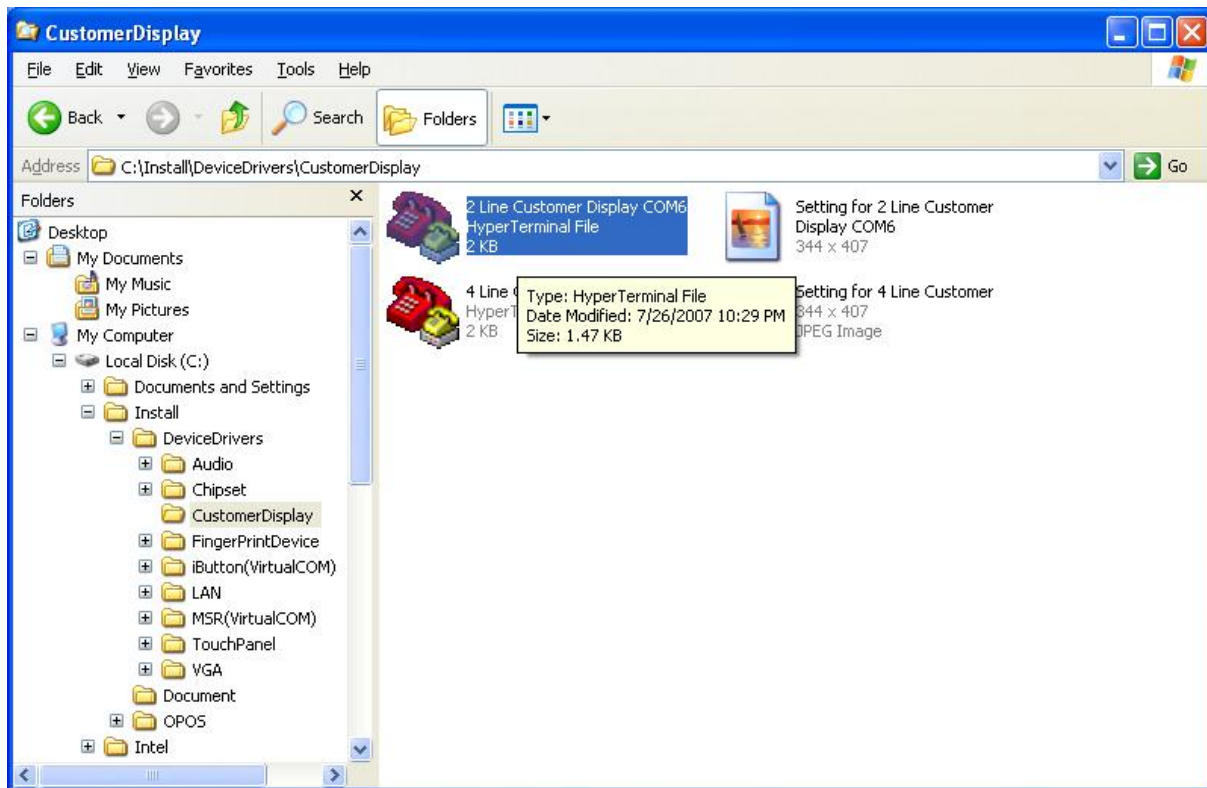 CustomerDisplay
File Edit View Favorites Tools Help
Back Search Folders
Address C:\Install\DeviceDrivers\CustomerDisplay Go
Folders
Desktop
My Documents
My Music
My Pictures
My Computer
Local Disk (C:)
Documents and Settings
Install
DeviceDrivers
Audio
Chipset
CustomerDisplay
FingerPrintDevice
iButton(VirtualCOM)
LAN
MSR(VirtualCOM)
TouchPanel
VGA
Document
OPOS
Intel
2 Line Customer Display COM6
HyperTerminal File
2 KB
Setting for 2 Line Customer
Display COM6
344 x 407
4 Line
2 KB
Type: HyperTerminal File
Date Modified: 7/26/2007 10:29 PM
Size: 1.47 KB
Setting for 4 Line Customer
344 x 407
JPEG Image